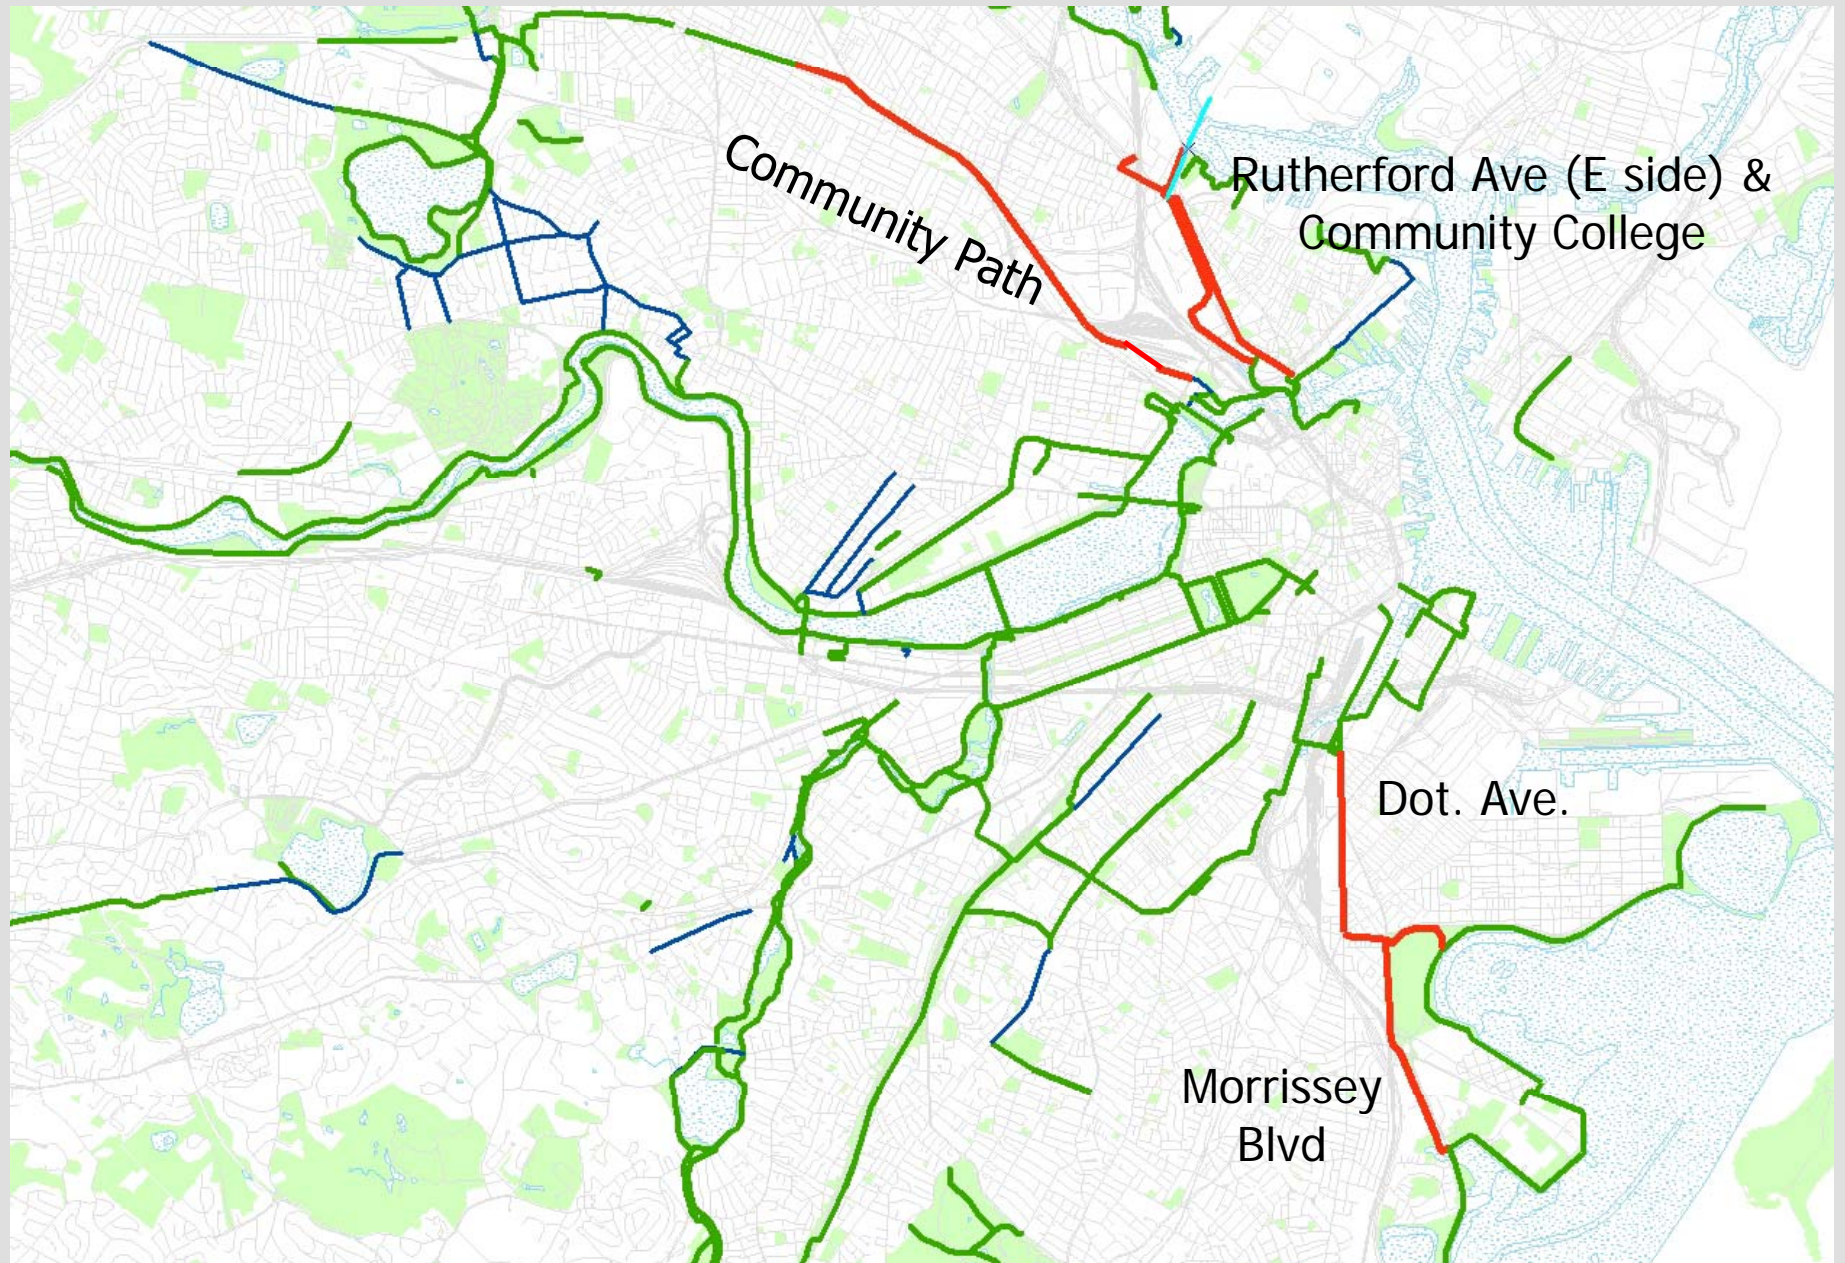 Community Path
Rutherford Ave (E side) &
Community College
Dot. Ave.
Morrissey
Blvd